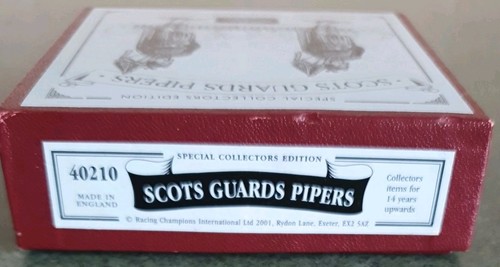 SCOTS GUARDS PIPERS
SPECIAL COLLECTORS EDITION
40210
MADE IN
ENGLAND
SPECIAL COLLECTORS EDITION
SCOTS GUARDS PIPERS
Collectors
items for
14 years
upwards
© Racing Champions International Ltd 2001, Rydon Lane, Exeter, EX2 5AZ